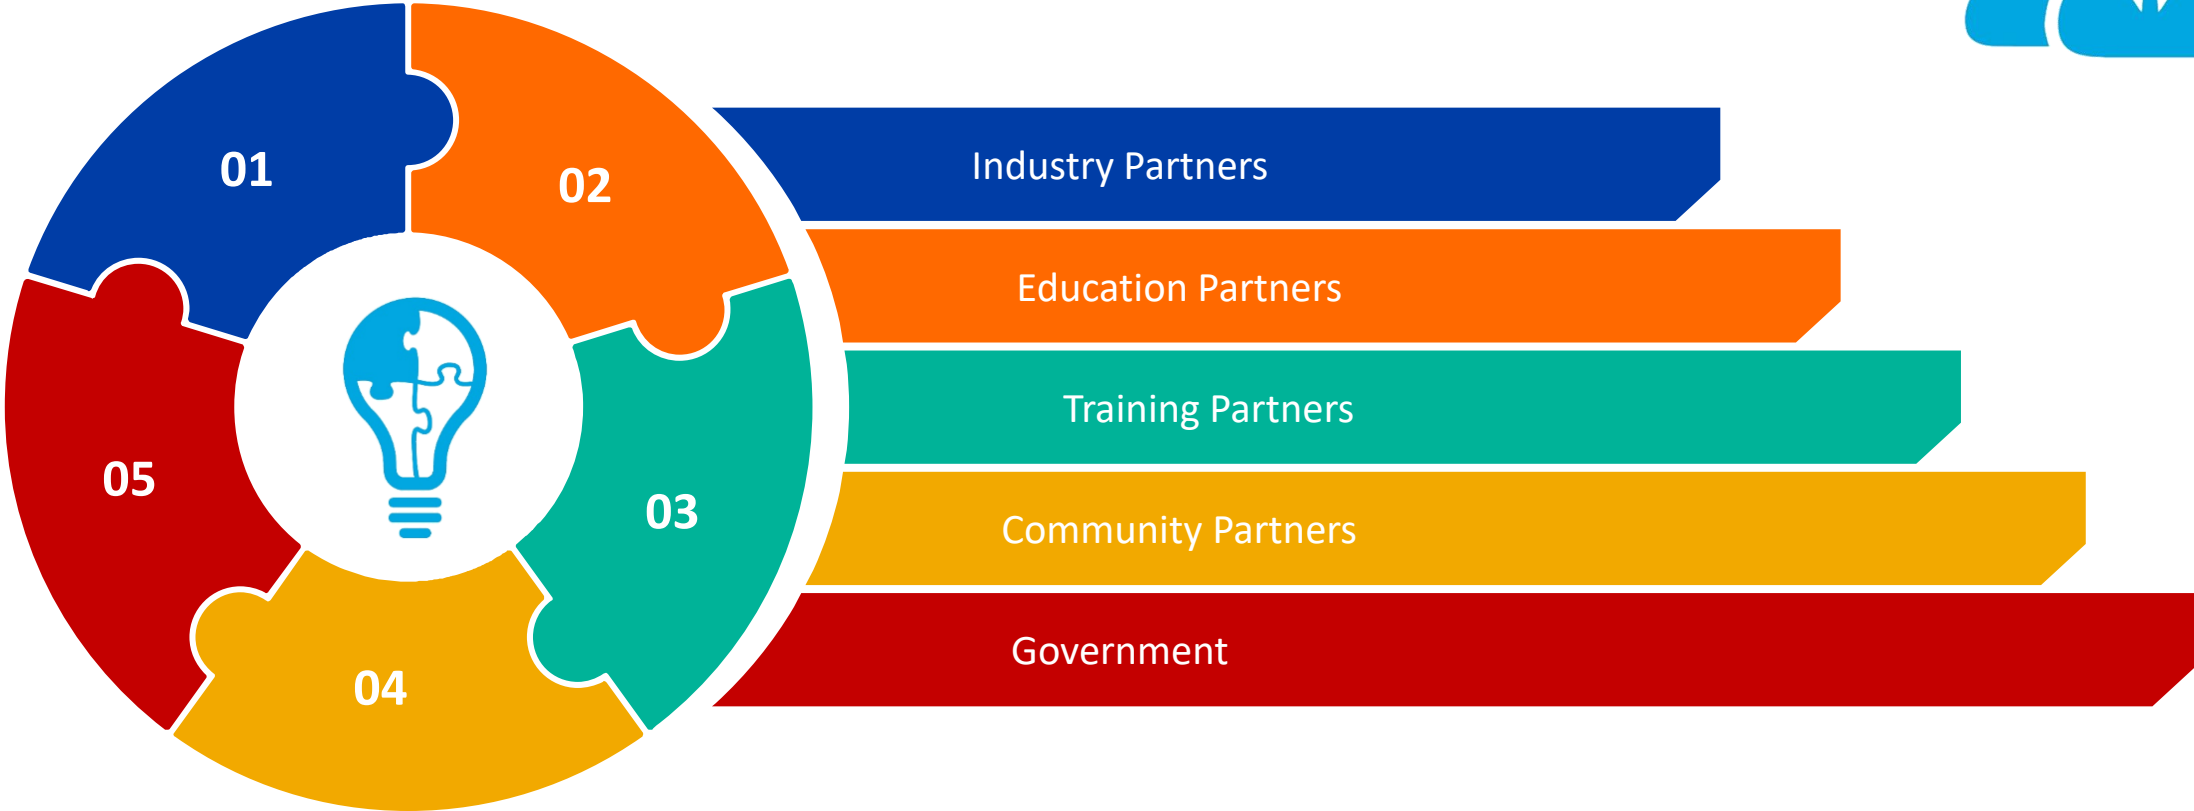 01
02
03
04
05
Industry Partners
Education Partners
Training Partners
Community Partners
Government